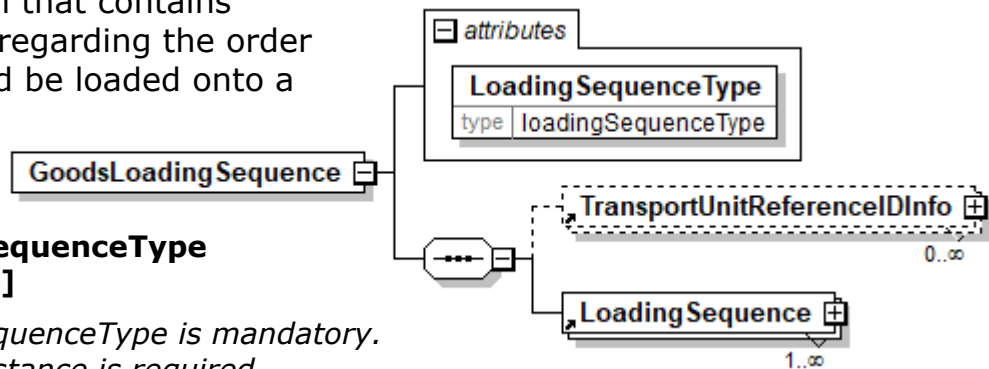 that contains
regarding the order
be loaded onto a
attributes
LoadingSequenceType
type loadingSequenceType
GoodsLoadingSequence
TransportUnitReferenceIDInfo
0..∞
equenceType
]
quenceType is mandatory.
stance is required
LoadingSequence
1..∞